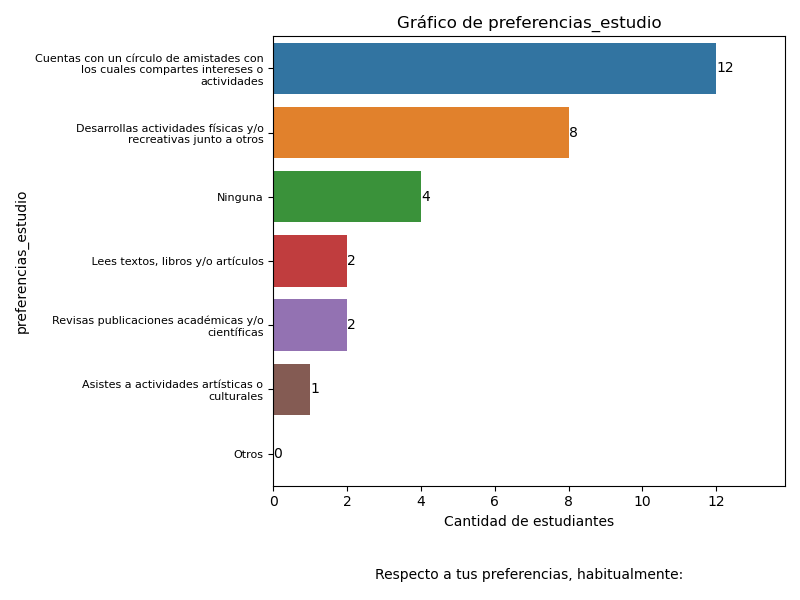 Gráfico de preferencias_estudio
Cuentas con un círculo de amistades con
los cuales compartes intereses o
actividades
12
Desarrollas actividades físicas y/o
recreativas junto a otros
8
Ninguna
4
Lees textos, libros y/o artículos
2
Revisas publicaciones académicas y/o
científicas
2
Asistes a actividades artísticas o
culturales
1
Otros
0
preferencias_estudio
0 2 4 6 8 10 12
Cantidad de estudiantes
Respecto a tus preferencias, habitualmente: